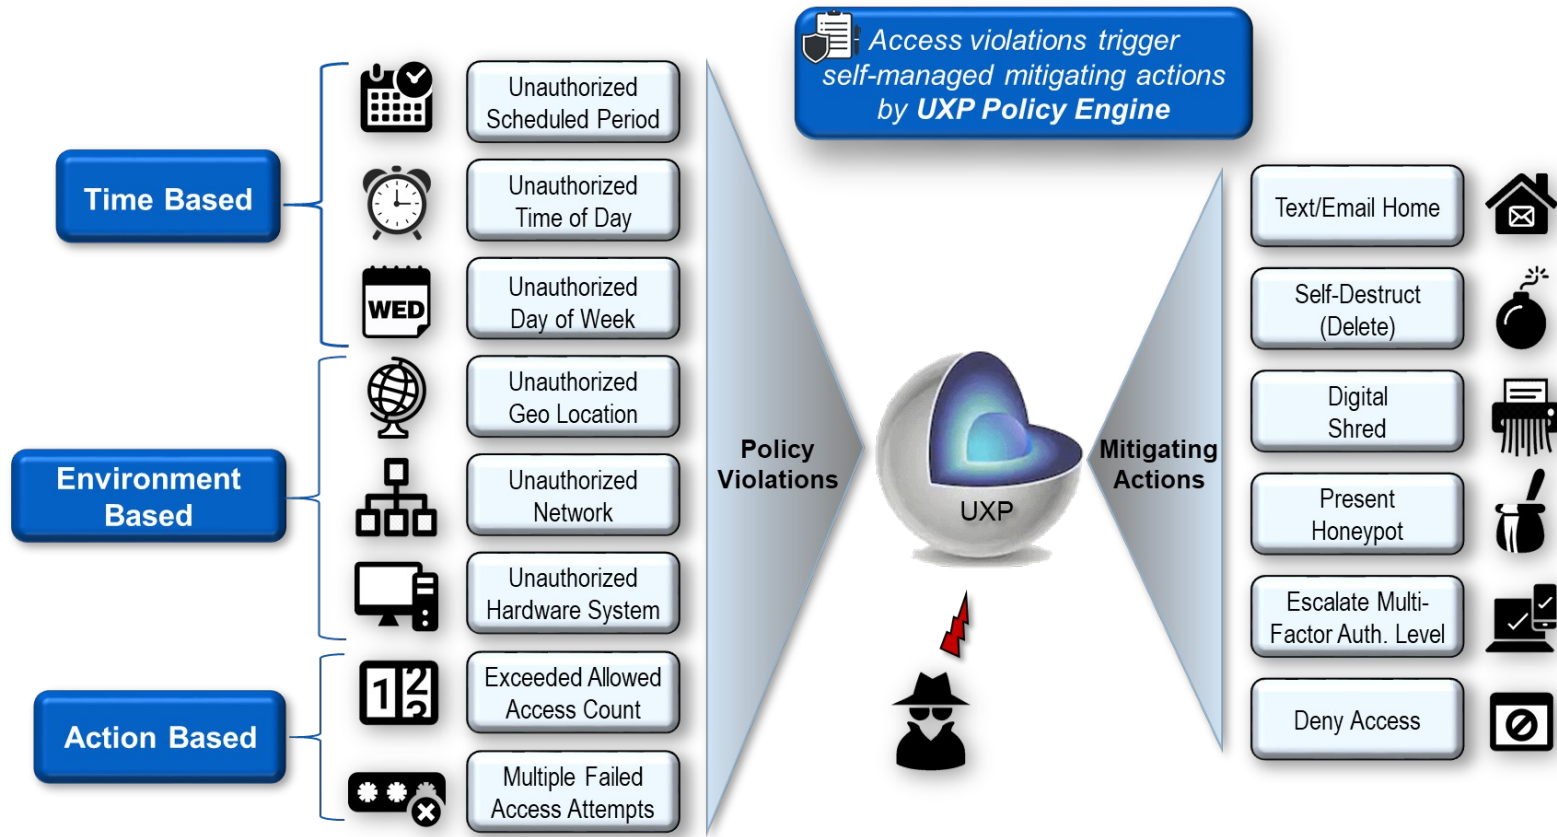 Access violations trigger
self-managed mitigating actions
by UXP Policy Engine
Time Based
Unauthorized
Scheduled Period
Unauthorized
Time of Day
WED
Unauthorized
Day of Week
Environment
Based
Unauthorized
Geo Location
Unauthorized
Network
Unauthorized
Hardware System
Action Based
1 2
3
Exceeded Allowed
Access Count
Multiple Failed
Access Attempts
Policy
Violations
UXP
Mitigating
Actions
Text/Email Home
Self-Destruct
(Delete)
Digital
Shred
Present
Honeypot
Escalate Multi-
Factor Auth. Level
Deny Access